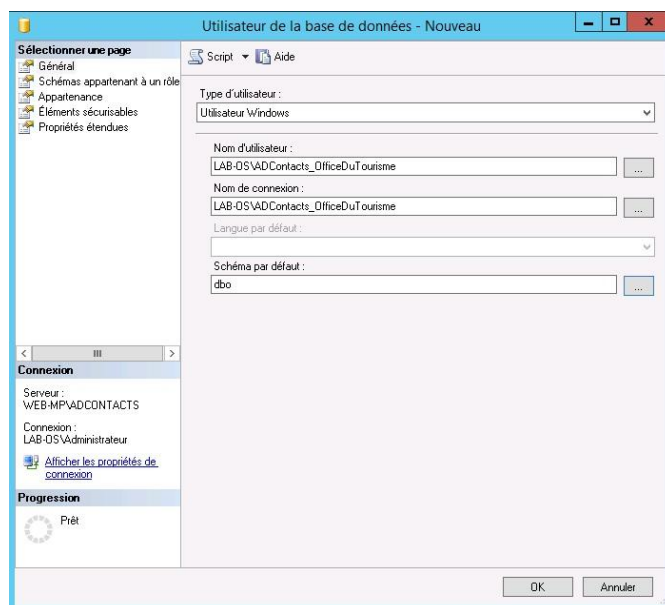 Utilisateur de la base de données - Nouveau
Sélectionner une page
Général
Schémas appartenant à un rôle
Appartenance
Éléments sécurisables
Propriétés étendues
Script
Aide
Type d'utilisateur :
Utilisateur Windows
Nom d'utilisateur :
LAB-OS\ADContacts_OfficeDuTourisme
...
Nom de connexion :
LAB-OS\ADContacts_OfficeDuTourisme
...
Langue par défaut :
Schéma par défaut :
dbo
...
Connexion
Serveur :
WEB-MP\ADCONTACTS
Connexion :
LAB-OS\Administrateur
Afficher les propriétés de
connexion
Progression
Prêt
OK
Annuler